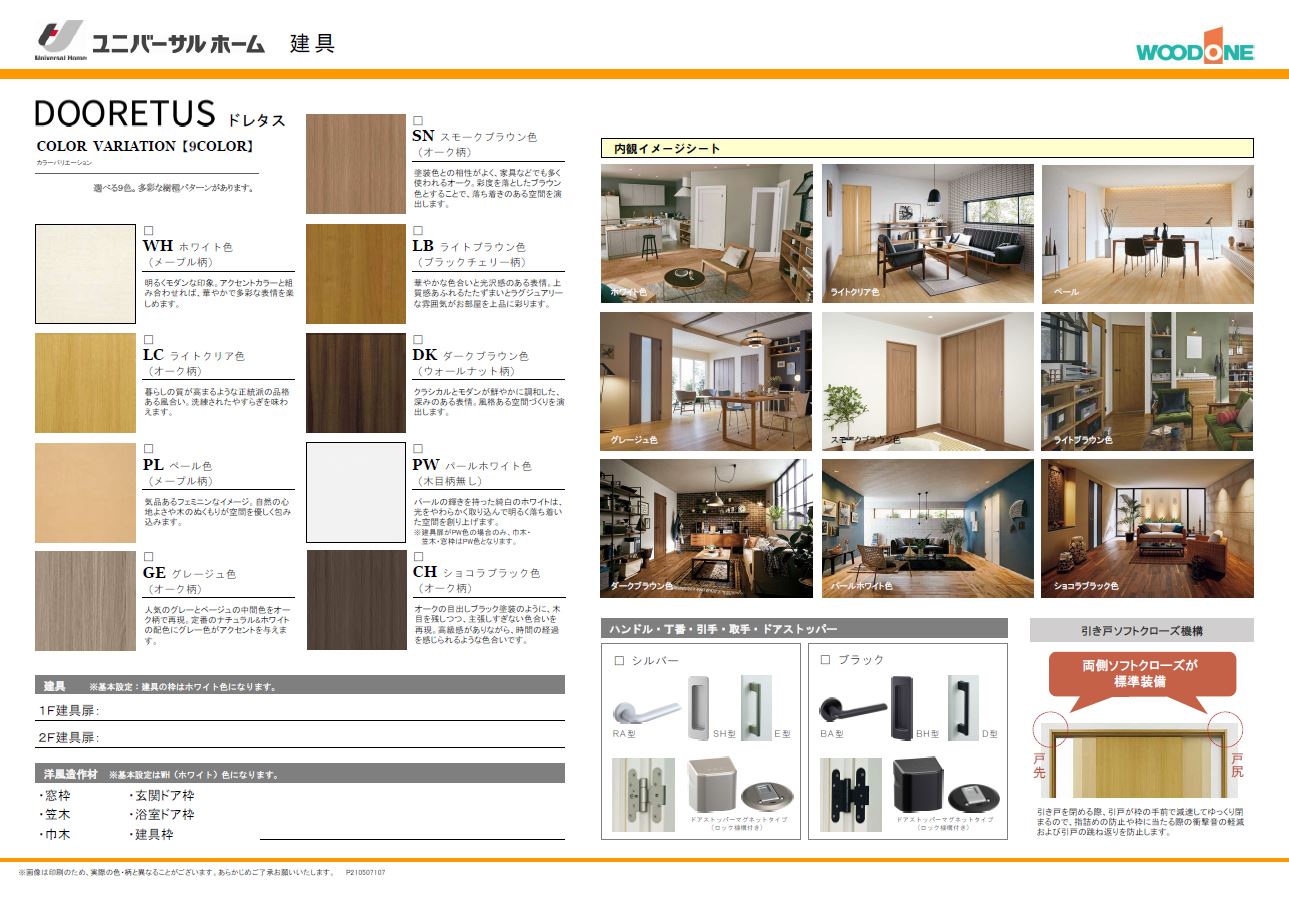 Universal Home
ユニバーサルホーム 建具
WOODONE
DOORETUS ドレタス
COLOR VARIATION【9COLOR】
カラーバリエーション
選べる9色。多彩な樹種パターンがあります。
□
WH ホワイト色
（メープル柄）
明るくモダンな印象。アクセントカラーと組
み合わせれば、華やかで多彩な表情を楽
しめます。
□
LC ライトクリア色
（オーク柄）
暮らしの質が高まるような正統派の品格
ある風合い。洗練されたやすらぎを味わ
えます。
□
PL ペール色
（メープル柄）
気品あるフェミニンなイメージ。自然の心
地よさや木のぬくもりが空間を優しく包み
込みます。
□
GE グレージュ色
（オーク柄）
人気のグレーとベージュの中間色をオー
ク柄で再現。定番のナチュラル&ホワイト
の配色にグレー色がアクセントを与えま
す。
□
SN スモークブラウン色
（オーク柄）
塗装色との相性がよく、家具などでも多く
使われるオーク。彩度を落としたブラウン
色とすることで、落ち着きのある空間を演
出します。
□
LB ライトブラウン色
（ブラックチェリー柄）
華やかな色合いと光沢感のある表情。上
質感あふれるたたずまいとラグジュアリー
な雰囲気がお部屋を上品に彩ります。
□
DK ダークブラウン色
（ウォールナット柄）
クラシカルとモダンが鮮やかに調和した、
深みのある表情。風格ある空間づくりを演
出します。
□
PW パールホワイト色
（木目柄無し）
パールの輝きを持った純白のホワイトは、
光をやわらかく取り込んで明るく落ち着い
た空間を創り上げます。
※建具扉がPW色の場合のみ、巾木・
笠木・窓枠はPW色となります。
□
CH ショコラブラック色
（オーク柄）
オークの目出しブラック塗装のように、木
目を残しつつ、主張しすぎない色合いを
再現。高級感がありながら、時間の経過
を感じられるような色合いです。
建具 ※基本設定：建具の枠はホワイト色になります。
1F建具扉：
2F建具扉：
洋風造作材 ※基本設定はWH（ホワイト）色になります。
・窓枠 ・玄関ドア枠
・笠木 ・浴室ドア枠
・巾木 ・建具枠
内観イメージシート
ホワイト色 ライトクリア色 ペール
グレージュ色 スモークブラウン色 ライトブラウン色
ダークブラウン色 パールホワイト色 ショコラブラック色
ハンドル・丁番・引手・取手・ドアストッパー
□ シルバー
RA型 SH型 E型
ドアストッパーマグネットタイプ
（ロック機構付き）
□ ブラック
BA型 BH型 D型
ドアストッパーマグネットタイプ
（ロック機構付き）
引き戸ソフトクローズ機構
両側ソフトクローズが
標準装備
戸先
戸尻
引き戸を閉める際、引戸が枠の手前で減速してゆっくり閉
まるので、指詰めの防止や枠に当たる際の衝撃音の軽減
および引戸の跳ね返りを防止します。
※画像は印刷のため、実際の色・柄と異なることがございます。あらかじめご了承お願いいたします。 P210507107